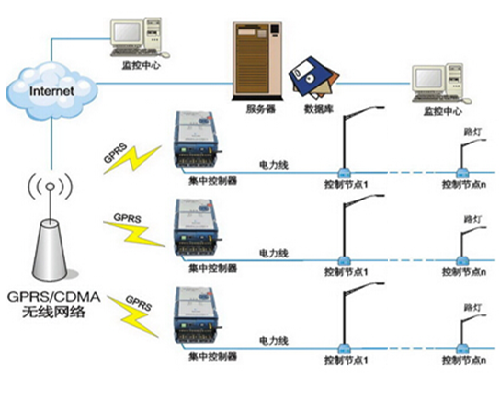 监控中心
Internet
服务器
数据库
监控中心
GPRS
集中控制器
电力线
控制节点1
路灯
控制节点n
GPRS
集中控制器
电力线
控制节点1
路灯
控制节点n
GPRS/CDMA
无线网络
GPRS
集中控制器
电力线
控制节点1
路灯
控制节点n